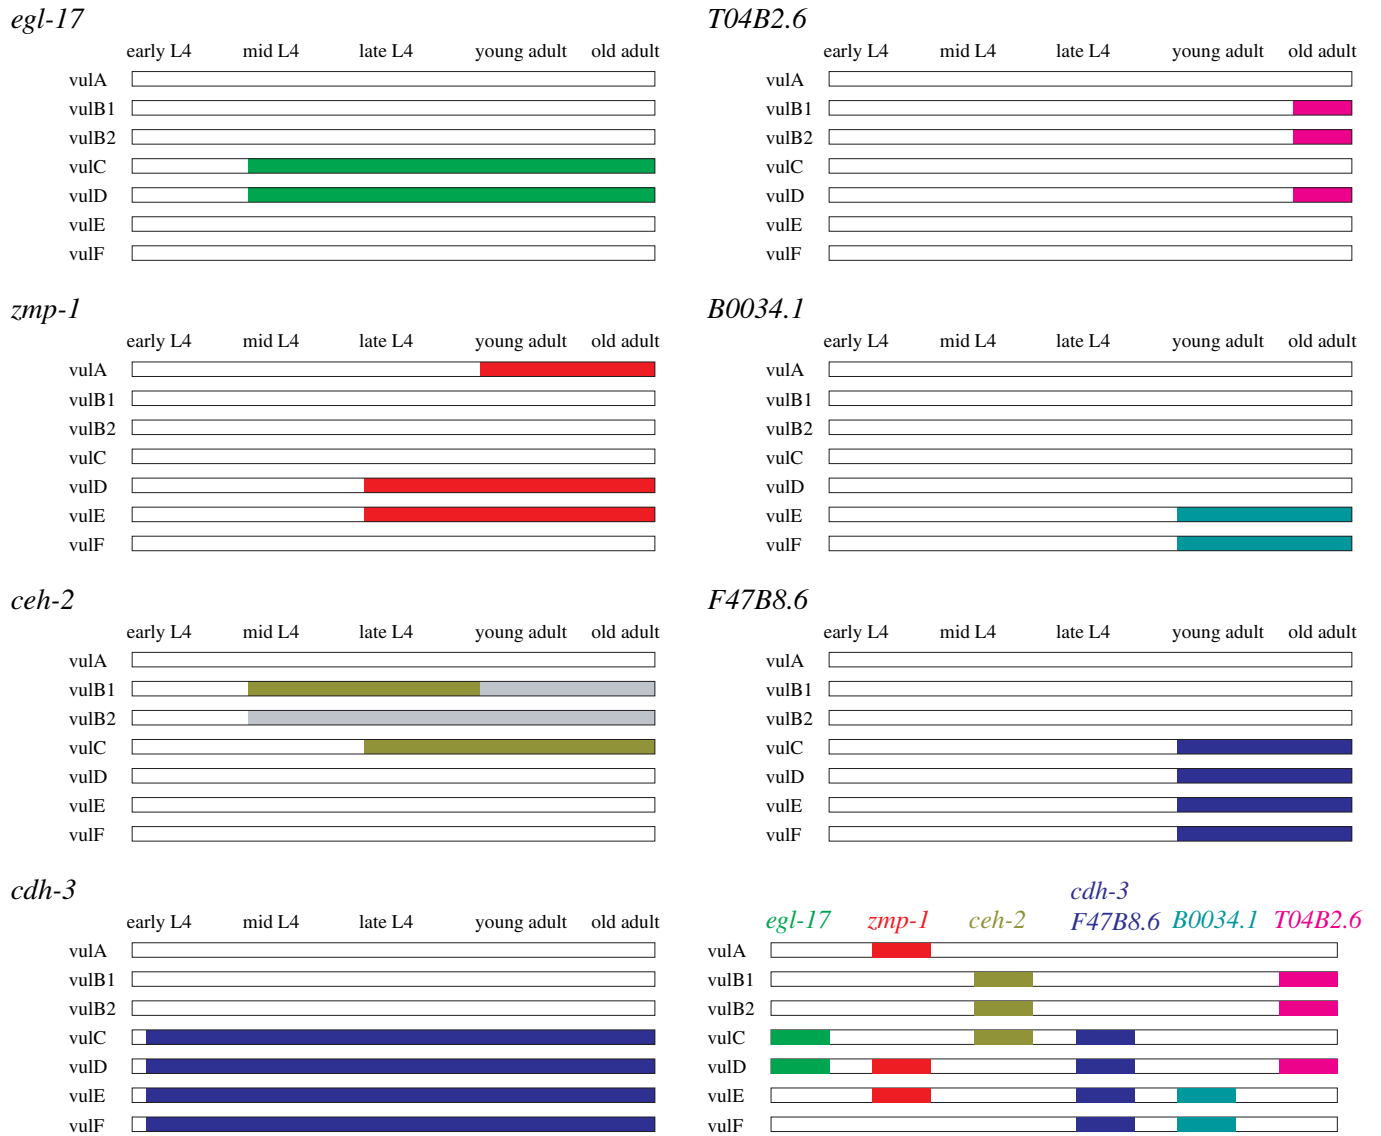 egl-17
early L4 mid L4 late L4 young adult old adult
vulA
vulB1
vulB2
vulC
vulD
vulE
vulF
T04B2.6
early L4 mid L4 late L4 young adult old adult
vulA
vulB1
vulB2
vulC
vulD
vulE
vulF
zmp-1
early L4 mid L4 late L4 young adult old adult
vulA
vulB1
vulB2
vulC
vulD
vulE
vulF
B0034.1
early L4 mid L4 late L4 young adult old adult
vulA
vulB1
vulB2
vulC
vulD
vulE
vulF
ceh-2
early L4 mid L4 late L4 young adult old adult
vulA
vulB1
vulB2
vulC
vulD
vulE
vulF
F47B8.6
early L4 mid L4 late L4 young adult old adult
vulA
vulB1
vulB2
vulC
vulD
vulE
vulF
cdh-3
early L4 mid L4 late L4 young adult old adult
vulA
vulB1
vulB2
vulC
vulD
vulE
vulF
cdh-3
egl-17 zmp-1 ceh-2 F47B8.6 B0034.1 T04B2.6
vulA
vulB1
vulB2
vulC
vulD
vulE
vulF